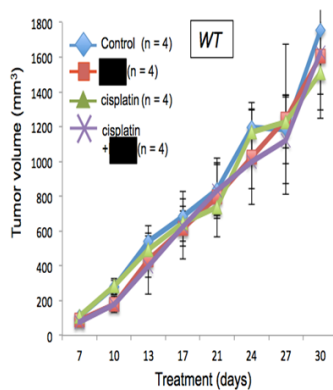 WT
Control (n = 4)
(n = 4)
cisplatin (n = 4)
cisplatin
+ (n = 4)
Tumor volume (mm³)
1800
1600
1400
1200
1000
800
600
400
200
0
7 10 13 17 21 24 27 30
Treatment (days)